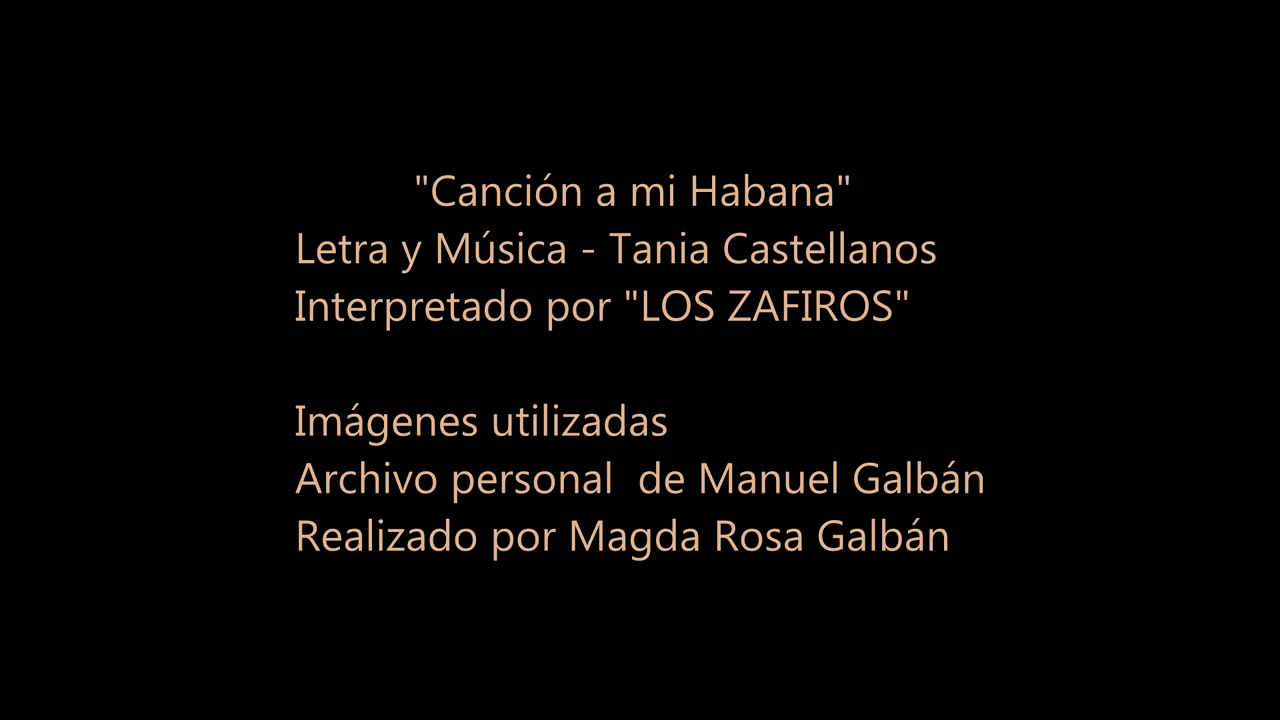 "Canción a mi Habana"
Letra y Música - Tania Castellanos
Interpretado por "LOS ZAFIROS"
Imágenes utilizadas
Archivo personal  de Manuel Galbán
Realizado por Magda Rosa Galbán